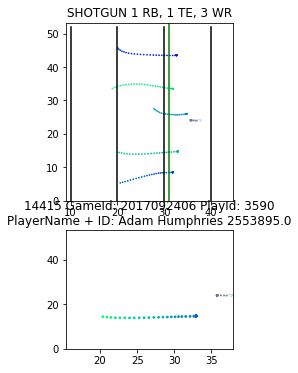 SHOTGUN 1 RB, 1 TE, 3 WR
50
40
30
20
10
0
10 20 30 40
14415 GameId: 2017092406 PlayId: 3590
PlayerName + ID: Adam Humphries 2553895.0
40
20
0
20 25 30 35